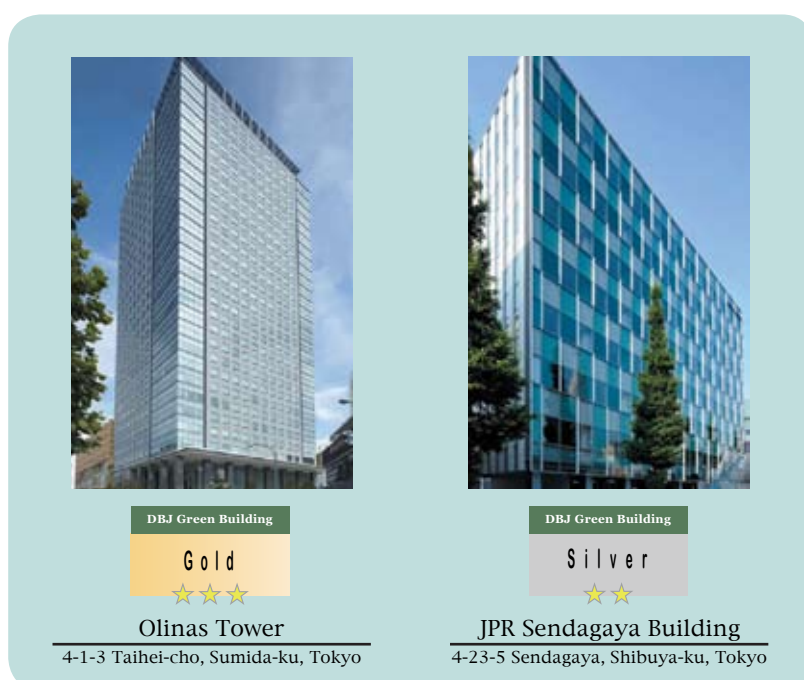 DBJ Green Building
Gold
Olinas Tower
4-1-3 Taihei-cho, Sumida-ku, Tokyo
DBJ Green Building
Silver
JPR Sendagaya Building
4-23-5 Sendagaya, Shibuya-ku, Tokyo